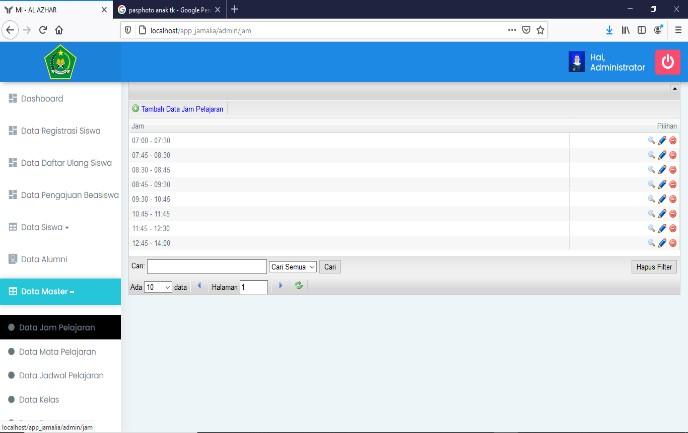 MI - AL AZHAR
pasphoto anak tk - Google Pen
localhost/app_jamalia/admin/jam
Hai,
Administrator
Dashboard
Data Registrasi Siswa
Data Daftar Ulang Siswa
Data Pengajuan Beasiswa
Data Siswa
Data Alumni
Data Master
Data Jam Pelajaran
Data Mata Pelajaran
Data Jadwal Pelajaran
Data Kelas
localhost/app_jamalia/admin/jam
Tambah Data Jam Pelajaran
Jam Pilihan
07:00 - 07:30
07:45 - 08:30
08:30 - 08:45
08:45 - 09:30
09:30 - 10:45
10:45 - 11:45
11:45 - 12:30
12:45 - 14:00
Cari: Cari Semua Cari Hapus Filter
Ada 10 data Halaman 1